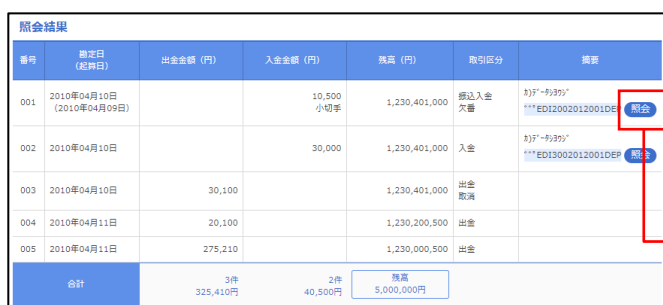 照会結果
番号 勘定日 出金金額（円） 入金金額（円） 残高（円） 取引区分 摘要
（起算日）
001 2010年04月10日 10,500 1,230,401,000 振込入金 ｶ)ﾃﾞｰﾀｼﾖｳｼﾞ
（2010年04月09日） 小切手 欠番 ***EDI2002012001DEP 照会
002 2010年04月10日 30,000 1,230,401,000 入金 ｶ)ﾃﾞｰﾀｼﾖｳｼﾞ
***EDI3002012001DEP 照会
003 2010年04月10日 30,100 1,230,401,000 出金
取消
004 2010年04月11日 20,100 1,230,200,500 出金
005 2010年04月11日 275,210 1,230,000,500 出金
合計 3件 2件 残高
325,410円 40,500円 5,000,000円